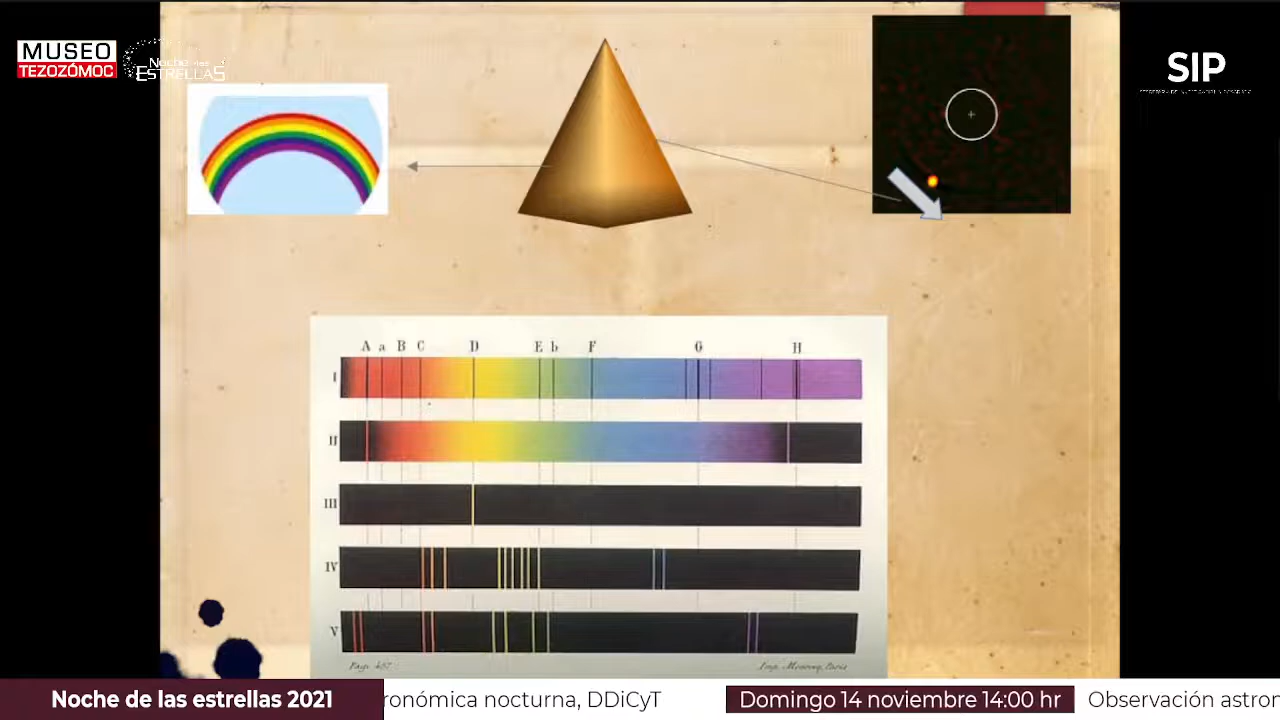 MUSEO
TEZOZÓMOC
Noche de las
ESTRELLAS
SIP
A a B C D E b F G H
I
II
III
IV
V
Noche de las estrellas 2021
ronómica nocturna, DDiCyT
Domingo 14 noviembre 14:00 hr
Observación astror